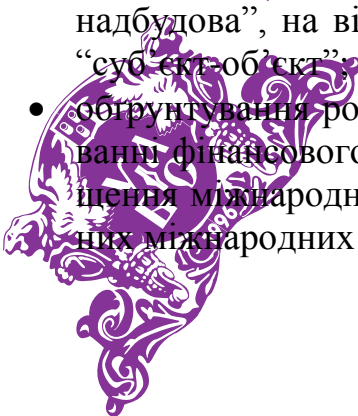 надбудова”, на ві
“суб’єкт-об’єкт”;
• обґрунтування ро
ванні фінансового
щення міжнародн
них міжнародних